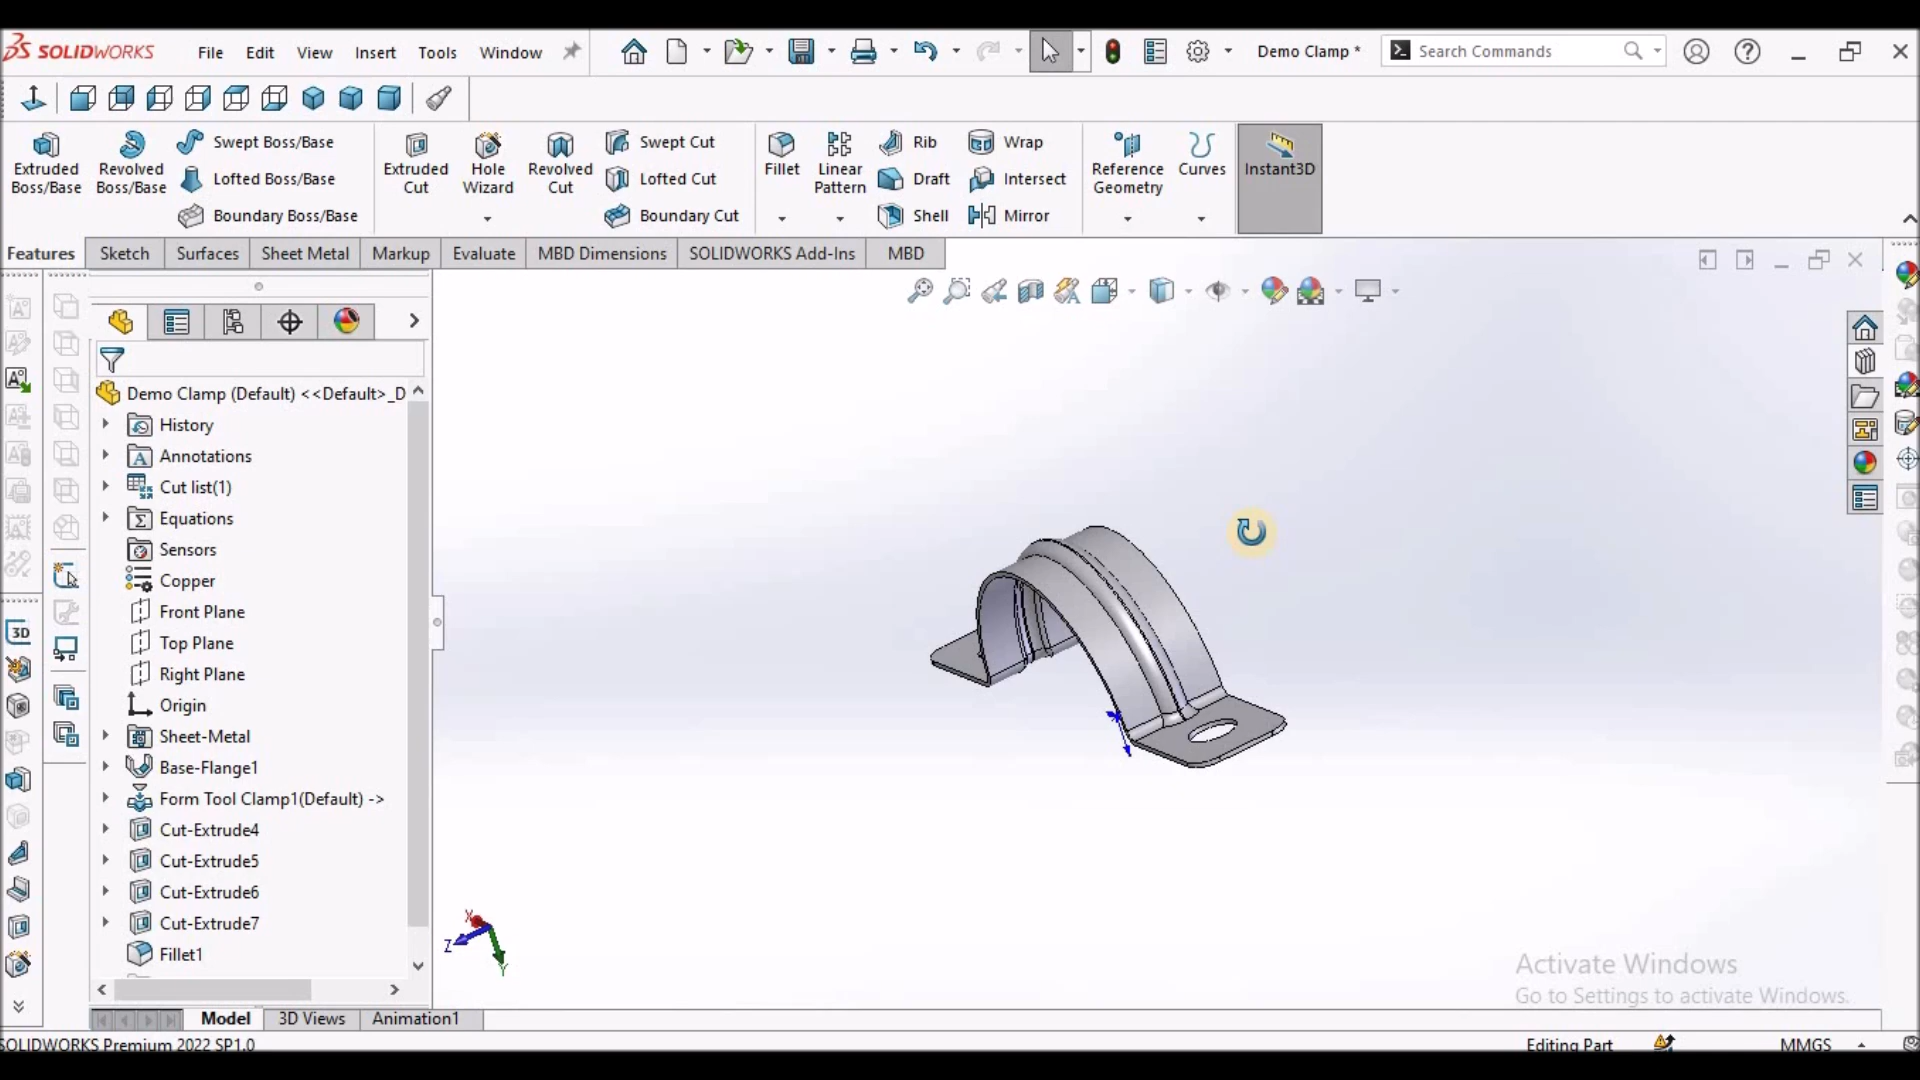 SOLIDWORKS File Edit View Insert Tools Window Demo Clamp * Search Commands
Extruded Boss/Base
Revolved Boss/Base
Swept Boss/Base
Lofted Boss/Base
Boundary Boss/Base
Extruded Cut
Hole Wizard
Revolved Cut
Swept Cut
Lofted Cut
Boundary Cut
Fillet
Linear Pattern
Rib
Draft
Shell
Wrap
Intersect
Mirror
Reference Geometry
Curves
Instant3D
Features Sketch Surfaces Sheet Metal Markup Evaluate MBD Dimensions SOLIDWORKS Add-Ins MBD
Demo Clamp (Default) <<Default>_D
History
Annotations
Cut list(1)
Equations
Sensors
Copper
Front Plane
Top Plane
Right Plane
Origin
Sheet-Metal
Base-Flange1
Form Tool Clamp1(Default) ->
Cut-Extrude4
Cut-Extrude5
Cut-Extrude6
Cut-Extrude7
Fillet1
3D
X
Z
Y
Activate Windows
Go to Settings to activate Windows.
Model 3D Views Animation1
SOLIDWORKS Premium 2022 SP1.0 Editing Part MMGS